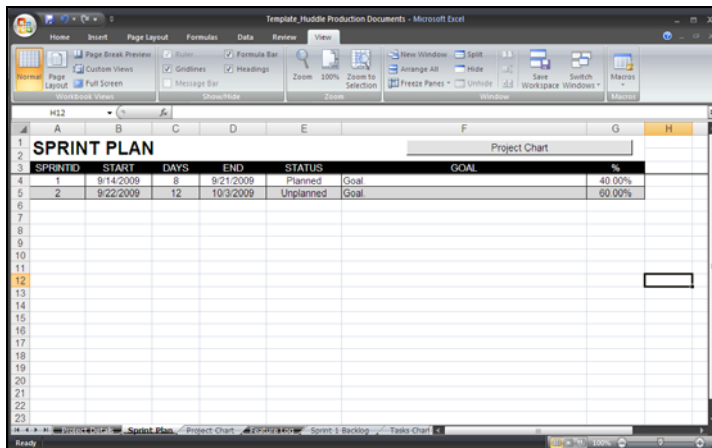 Template_Huddle Production Documents - Microsoft Excel
Home Insert Page Layout Formulas Data Review View
Normal
Page Layout
Page Break Preview
Custom Views
Full Screen
Workbook Views
Ruler
Gridlines
Message Bar
Formula Bar
Headings
Show/Hide
Zoom
100%
Zoom to Selection
Zoom
New Window
Arrange All
Freeze Panes
Split
Hide
Unhide
Save Workspace
Switch Windows
Window
Macros
Macros
H12 fx
A B C D E F G H
1 SPRINT PLAN Project Chart
2
3 SPRINTID START DAYS END STATUS GOAL %
4 1 9/14/2009 8 9/21/2009 Planned Goal. 40.00%
5 2 9/22/2009 12 10/3/2009 Unplanned Goal. 60.00%
6
7
8
9
10
11
12
13
14
15
16
17
18
19
20
21
22
23
Project Details Sprint Plan Project Chart Feature Log Sprint 1 Backlog Tasks Chart
Ready 100%